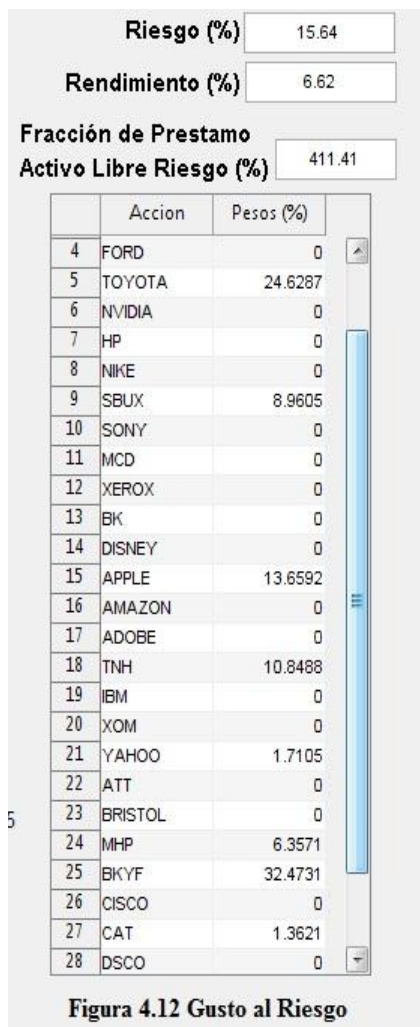 Riesgo (%) 15.64
Rendimiento (%) 6.62
Fracción de Prestamo
Activo Libre Riesgo (%) 411.41
Accion Pesos (%)
4 FORD 0
5 TOYOTA 24.6287
6 NVIDIA 0
7 HP 0
8 NIKE 0
9 SBUX 8.9605
10 SONY 0
11 MCD 0
12 XEROX 0
13 BK 0
14 DISNEY 0
15 APPLE 13.6592
16 AMAZON 0
17 ADOBE 0
18 TNH 10.8488
19 IBM 0
20 XOM 0
21 YAHOO 1.7105
22 ATT 0
23 BRISTOL 0
24 MHP 6.3571
25 BKYF 32.4731
26 CISCO 0
27 CAT 1.3621
28 DSCO 0
Figura 4.12 Gusto al Riesgo